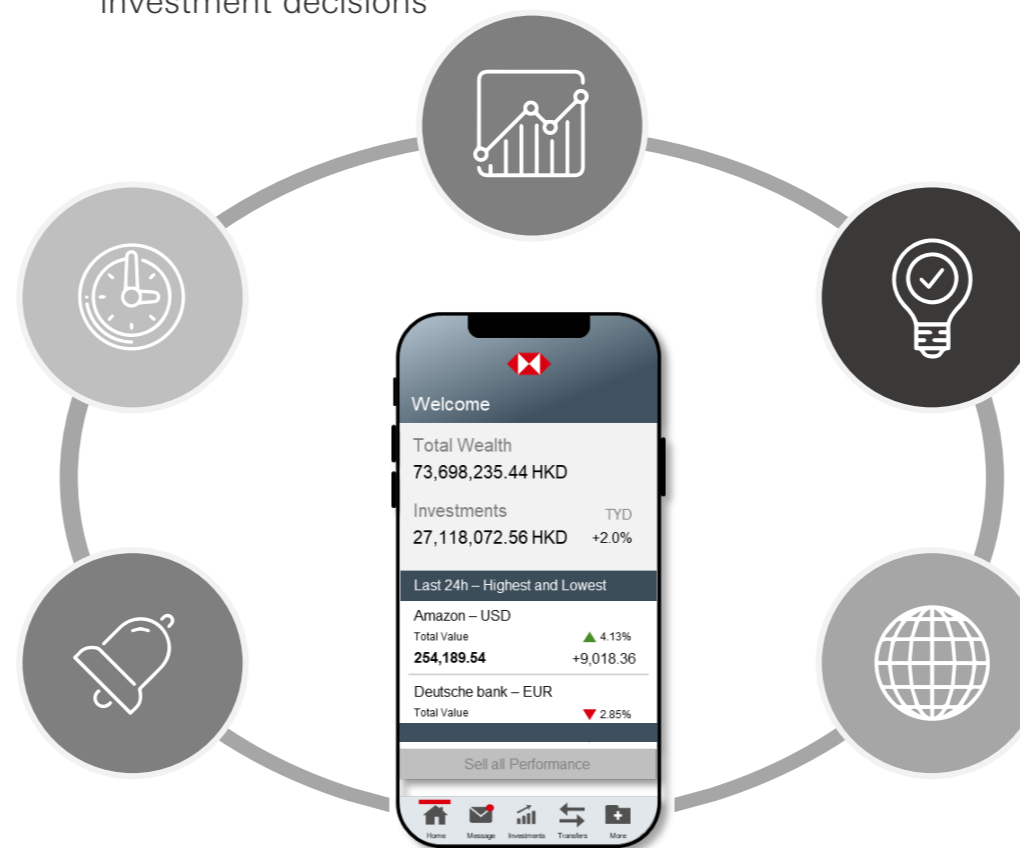 investment decisions
Welcome
Total Wealth
73,698,235.44 HKD
Investments TYD
27,118,072.56 HKD +2.0%
Last 24h – Highest and Lowest
Amazon – USD
Total Value 4.13%
254,189.54 +9,018.36
Deutsche bank – EUR
Total Value 2.85%
Sell all Performance
Home Message Investments Transfers More